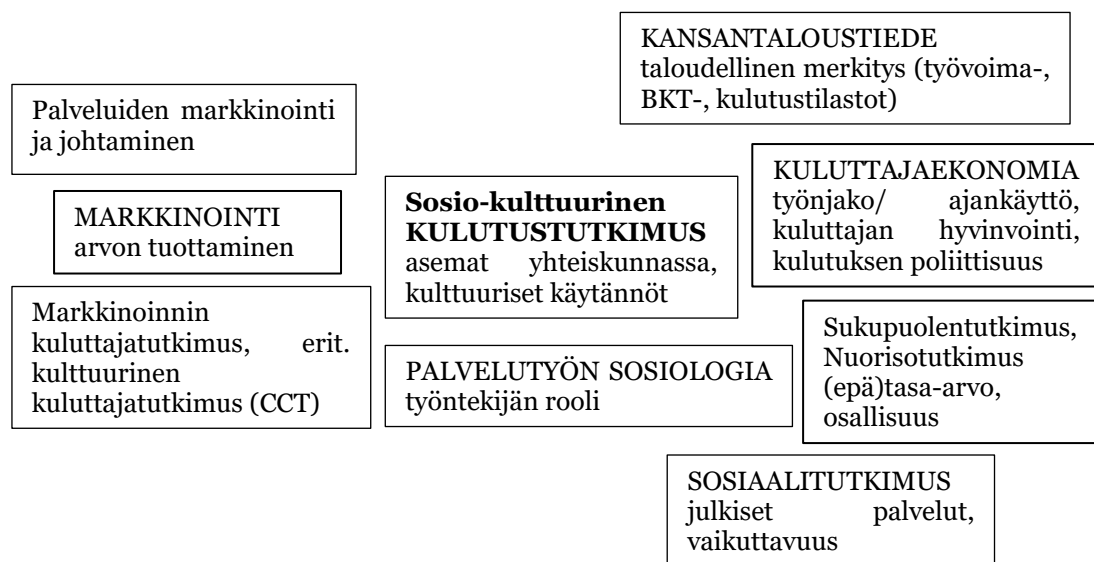 KANSANTALOUSTIEDE
taloudellinen merkitys (työvoima-,
BKT-, kulutustilastot)
Palveluiden markkinointi
ja johtaminen
KULUTTAJAEKONOMIA
työnjako/ ajankäyttö,
kuluttajan hyvinvointi,
kulutuksen poliittisuus
MARKKINOINTI
arvon tuottaminen
Sosio-kulttuurinen
KULUTUSTUTKIMUS
asemat yhteiskunnassa,
kulttuuriset käytännöt
Markkinoinnin
kuluttajatutkimus, erit.
kulttuurinen
kuluttajatutkimus (CCT)
PALVELUTYÖN SOSIOLOGIA
työntekijän rooli
Sukupuolentutkimus,
Nuorisotutkimus
(epä)tasa-arvo,
osallisuus
SOSIAALITUTKIMUS
julkiset palvelut,
vaikuttavuus